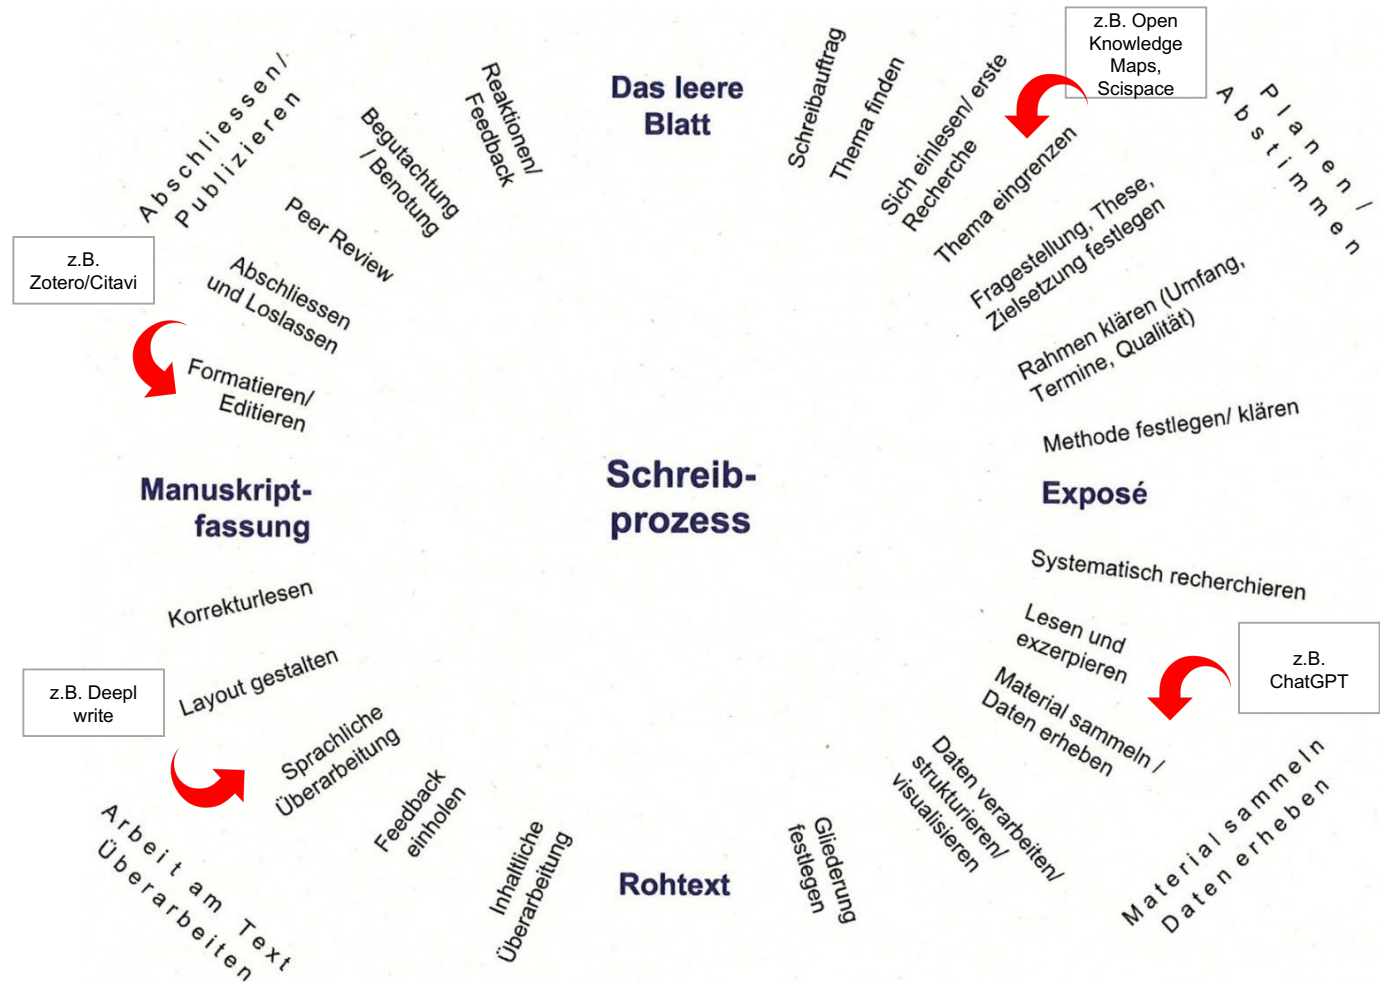 Das leere
Blatt
Schreibauftrag
Thema finden
Sich einlesen/ erste
Recherche
z.B. Open
Knowledge
Maps,
Scispace
Thema eingrenzen
Planen /
Abstimmen
Fragestellung, These,
Zielsetzung festlegen
Rahmen klären (Umfang,
Termine, Qualität)
Methode festlegen/ klären
Exposé
Systematisch recherchieren
Lesen und
exzerpieren
z.B.
ChatGPT
Material sammeln /
Daten erheben
Material sammeln
Daten erheben
Daten verarbeiten/
strukturieren/
visualisieren
Gliederung
festlegen
Rohtext
Inhaltliche
Überarbeitung
Feedback
einholen
Arbeit am Text
Überarbeiten
Sprachliche
Überarbeitung
z.B. Deepl
write
Layout gestalten
Korrekturlesen
Manuskript-
fassung
Formatieren/
Editieren
z.B.
Zotero/Citavi
Abschliessen
und Loslassen
Peer Review
Abschliessen/
Publizieren
Begutachtung
/ Benotung
Reaktionen/
Feedback
Schreib-
prozess